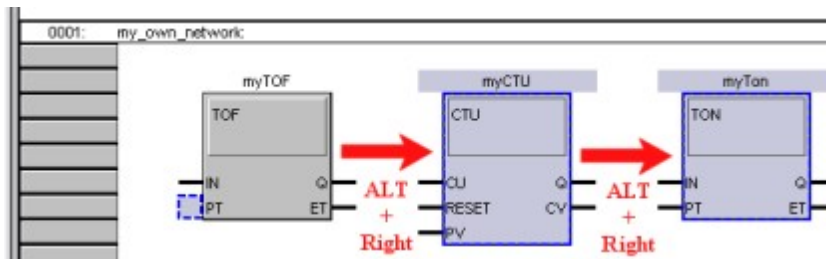 0001: my_own_network:
myTOF myCTU myTon
TOF CTU TON
IN Q CU Q IN Q
PT ET RESET CV PT ET
PV
ALT ALT
+ +
Right Right